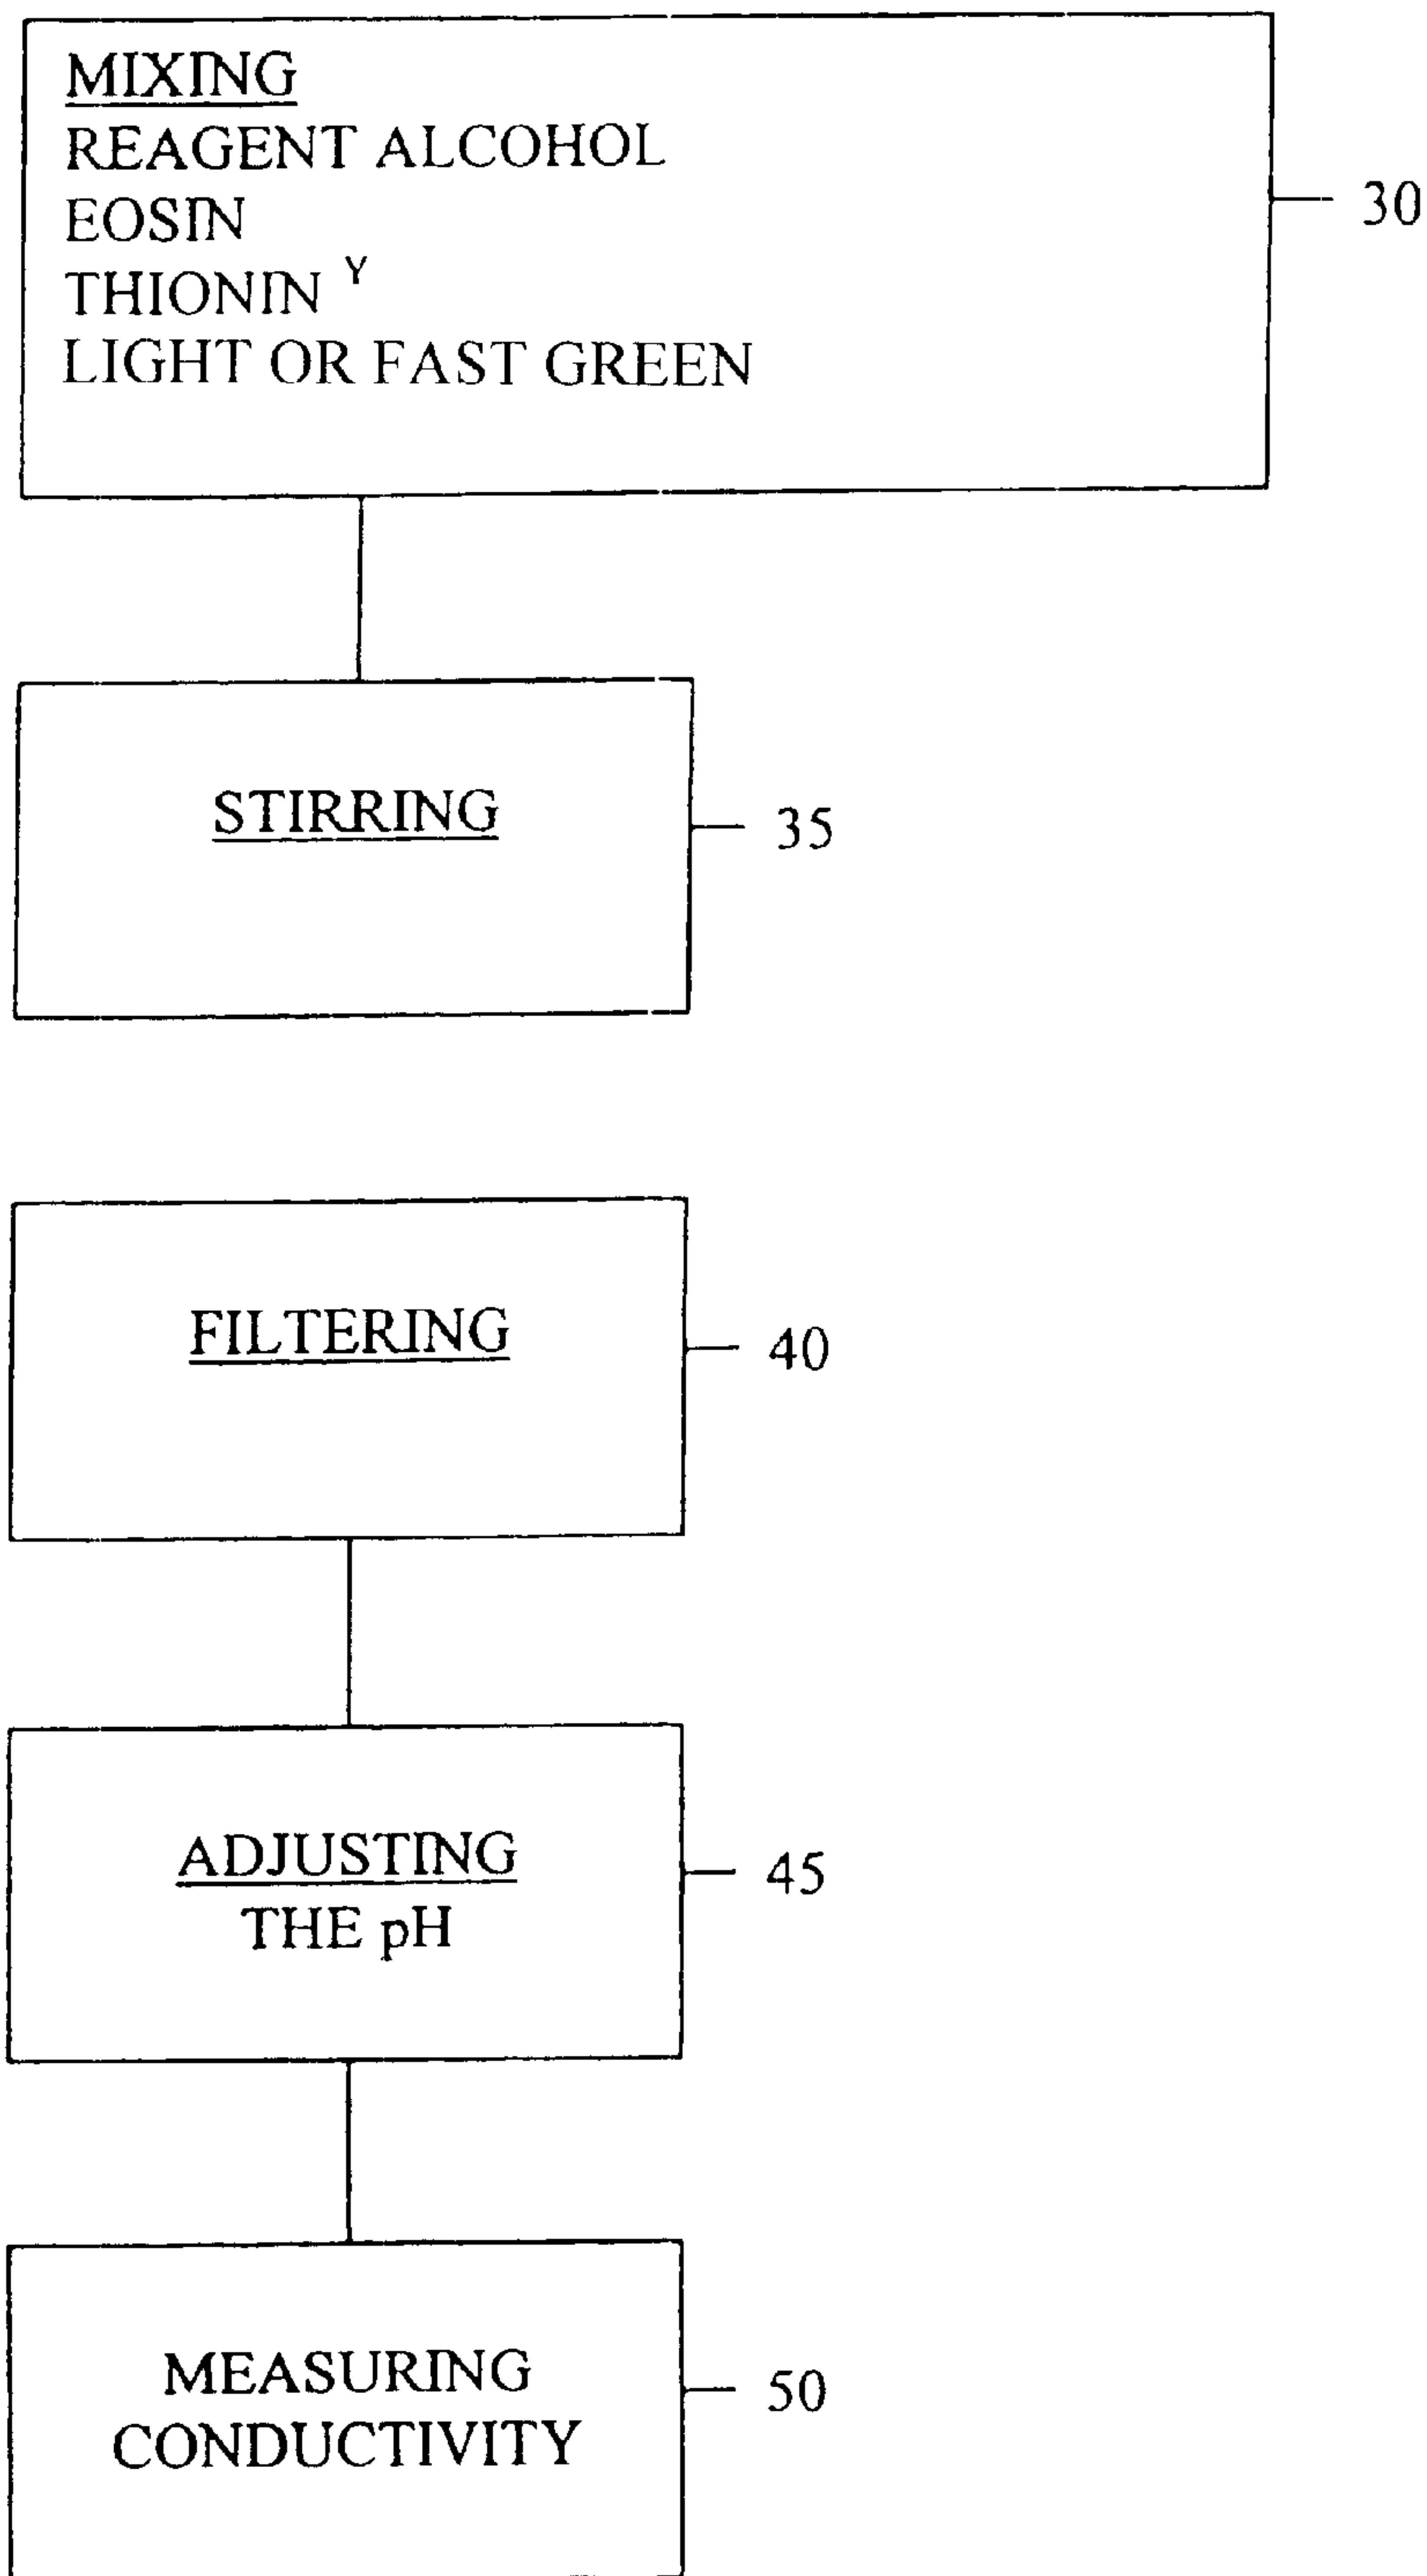 MIXING
REAGENT ALCOHOL
EOSIN
THIONIN Y
LIGHT OR FAST GREEN
30
STIRRING
35
FILTERING
40
ADJUSTING
THE pH
45
MEASURING
CONDUCTIVITY
50